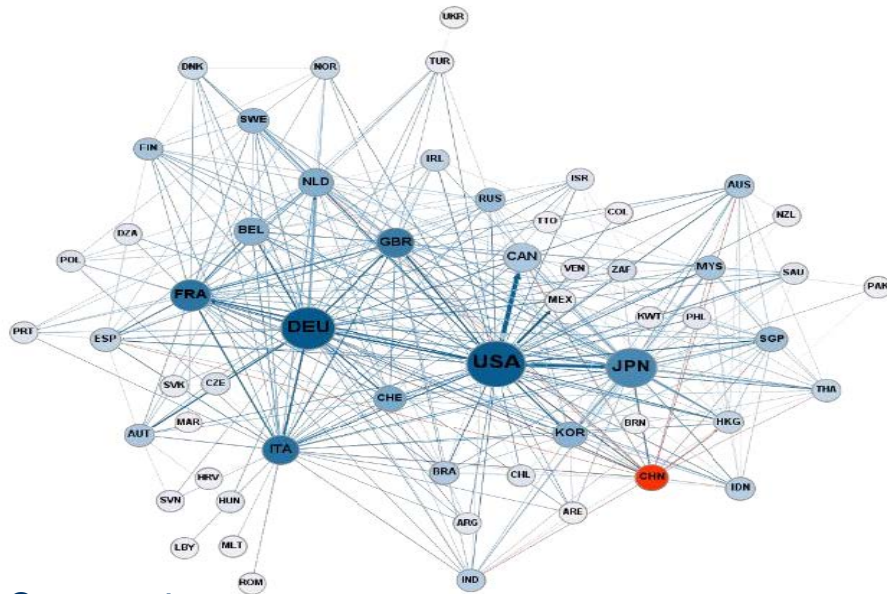 UKR
DNK
NOR
TUR
SWE
FIN
IRL
NLD
ISR
RUS
AUS
TTO
COL
NZL
DZA
BEL
GBR
POL
CAN
VEN
ZAF
MYS
SAU
FRA
MEX
PAK
DEU
KWT
PHL
PRT
ESP
SGP
USA
JPN
SVK
CZE
CHE
THA
MAR
BRN
HKG
AUT
KOR
ITA
BRA
CHL
CHN
HRV
IDN
SVN
HUN
ARE
ARG
LBY
MLT
ROM
IND